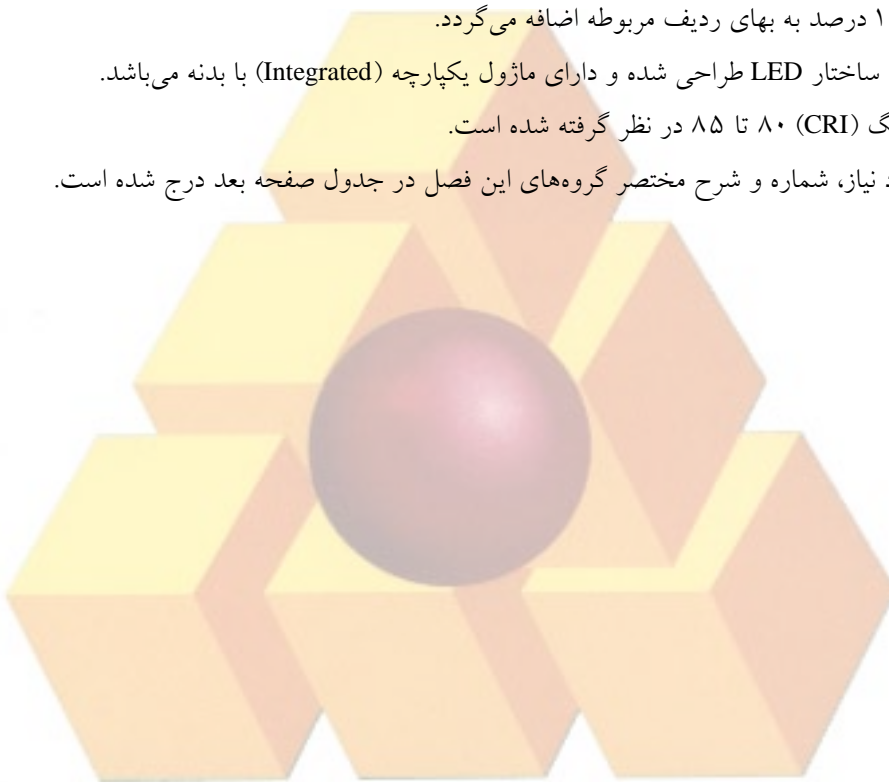 ۱ درصد به بهای ردیف مربوطه اضافه می‌گردد.
ساختار LED طراحی شده و دارای ماژول یکپارچه (Integrated) با بدنه می‌باشد.
(CRI) ۸۰ تا ۸۵ در نظر گرفته شده است.
نیاز، شماره و شرح مختصر گروه‌های این فصل در جدول صفحه بعد درج شده است.